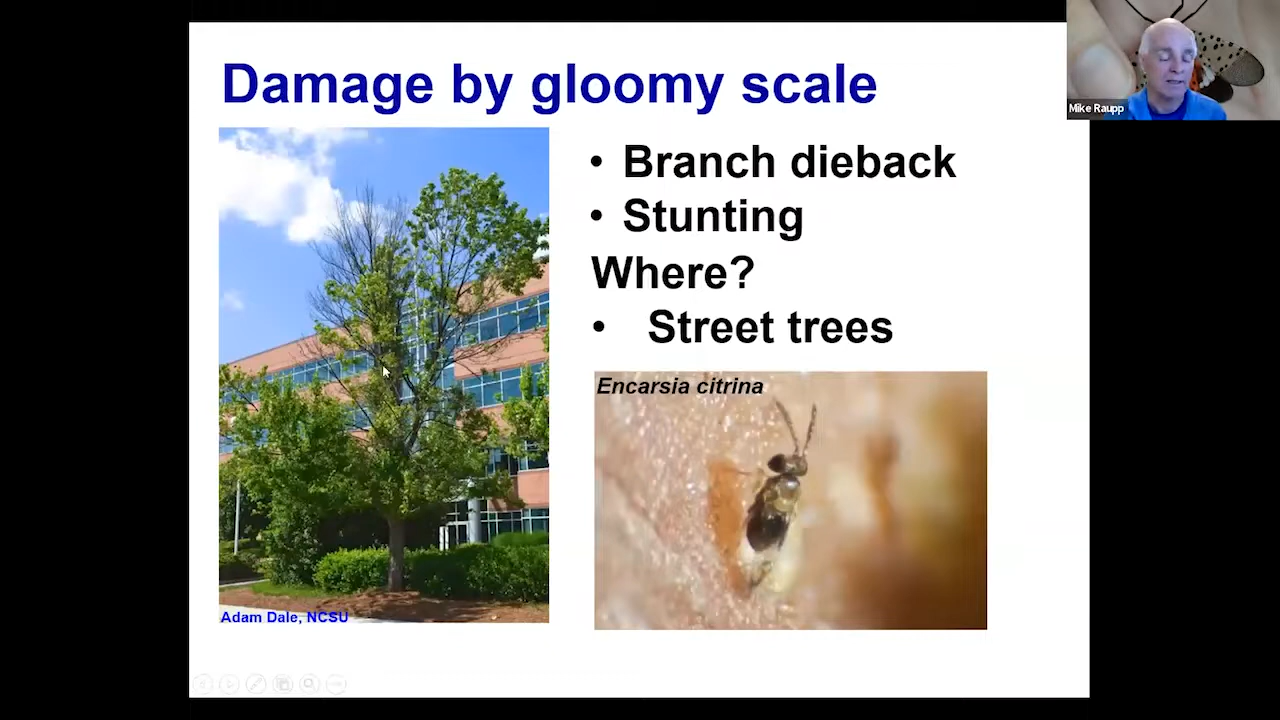 Damage by gloomy scale
Mike Raupp
• Branch dieback
• Stunting
Where?
• Street trees
Encarsia citrina
Adam Dale, NCSU